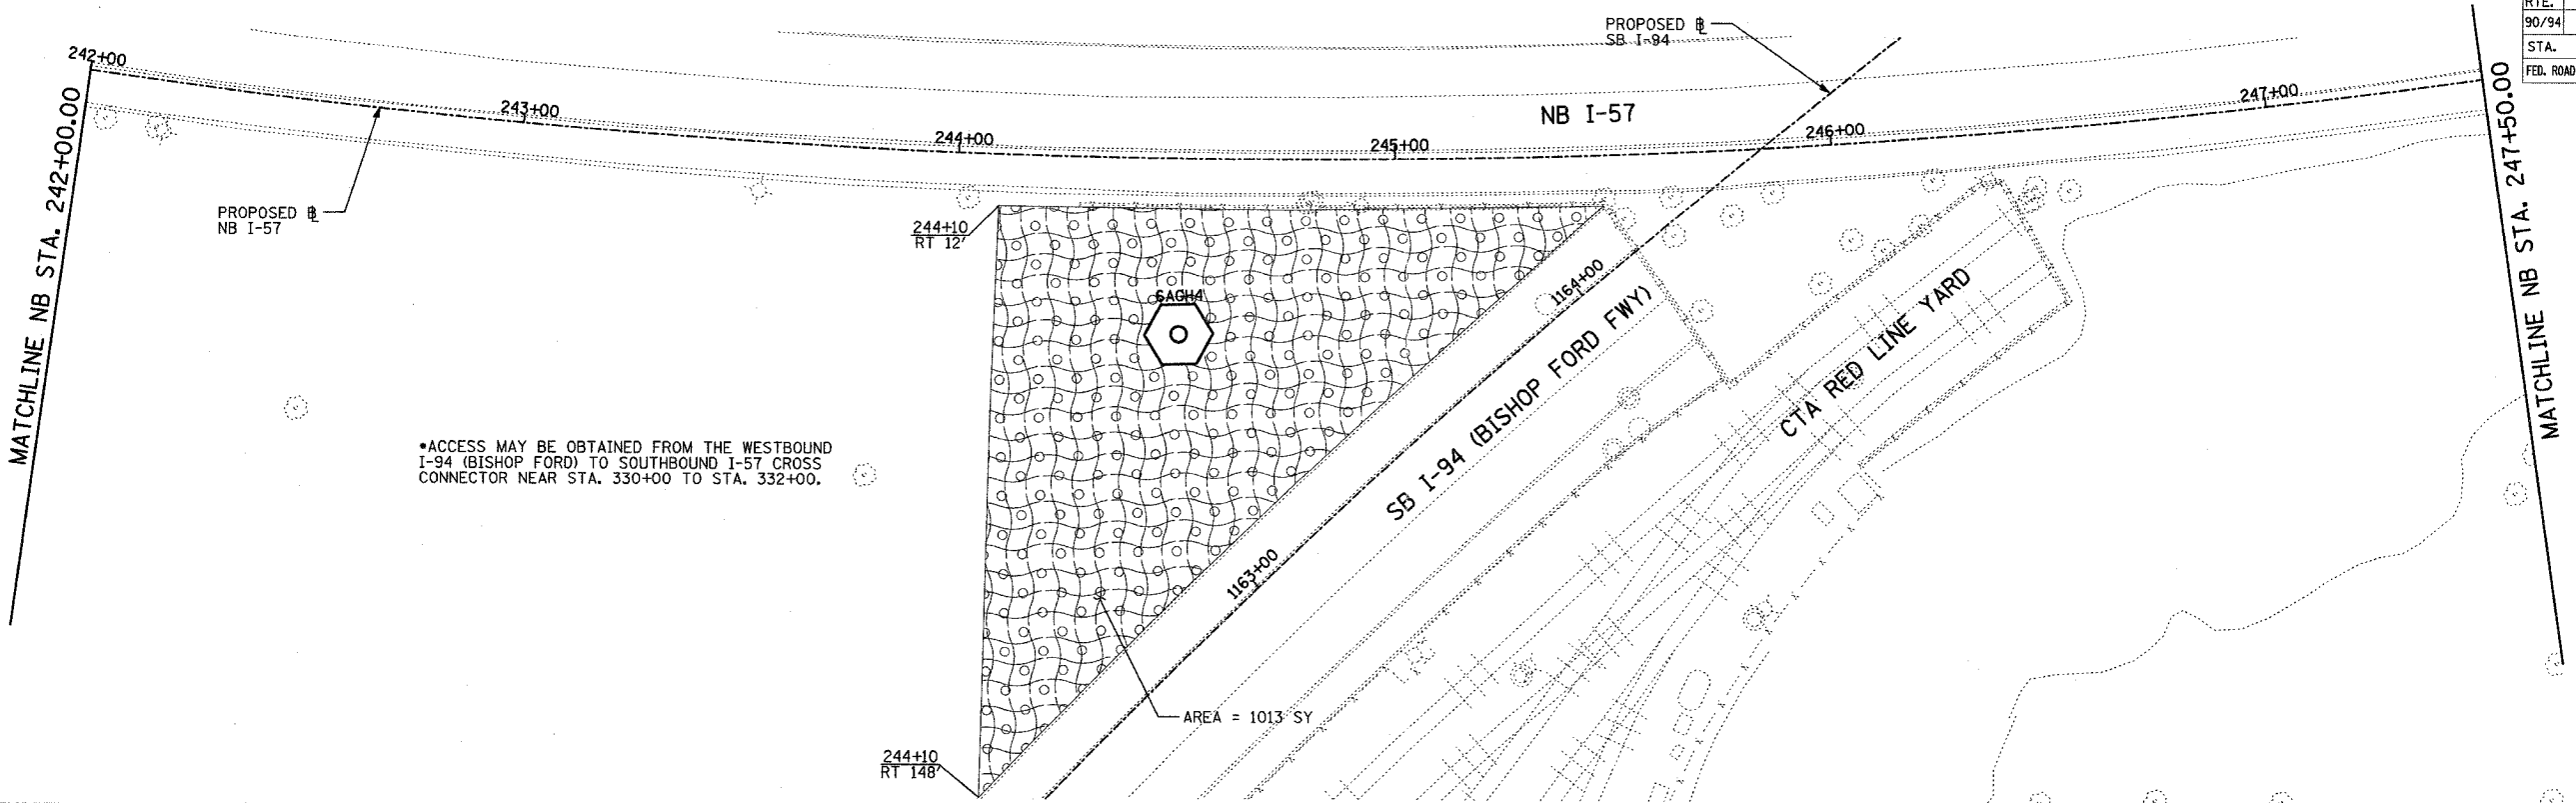 RTE.
90/94
STA.
FED. ROAD
PROPOSED ℄
SB I-94
242+00
243+00
244+00
245+00
246+00
247+00
NB I-57
MATCHLINE NB STA. 242+00.00
MATCHLINE NB STA. 247+50.00
PROPOSED ℄
NB I-57
244+10
RT 12'
6AGH4
1164+00
SB I-94 (BISHOP FORD FWY)
CTA RED LINE YARD
*ACCESS MAY BE OBTAINED FROM THE WESTBOUND
I-94 (BISHOP FORD) TO SOUTHBOUND I-57 CROSS
CONNECTOR NEAR STA. 330+00 TO STA. 332+00.
1163+00
AREA = 1013 SY
244+10
RT 148'